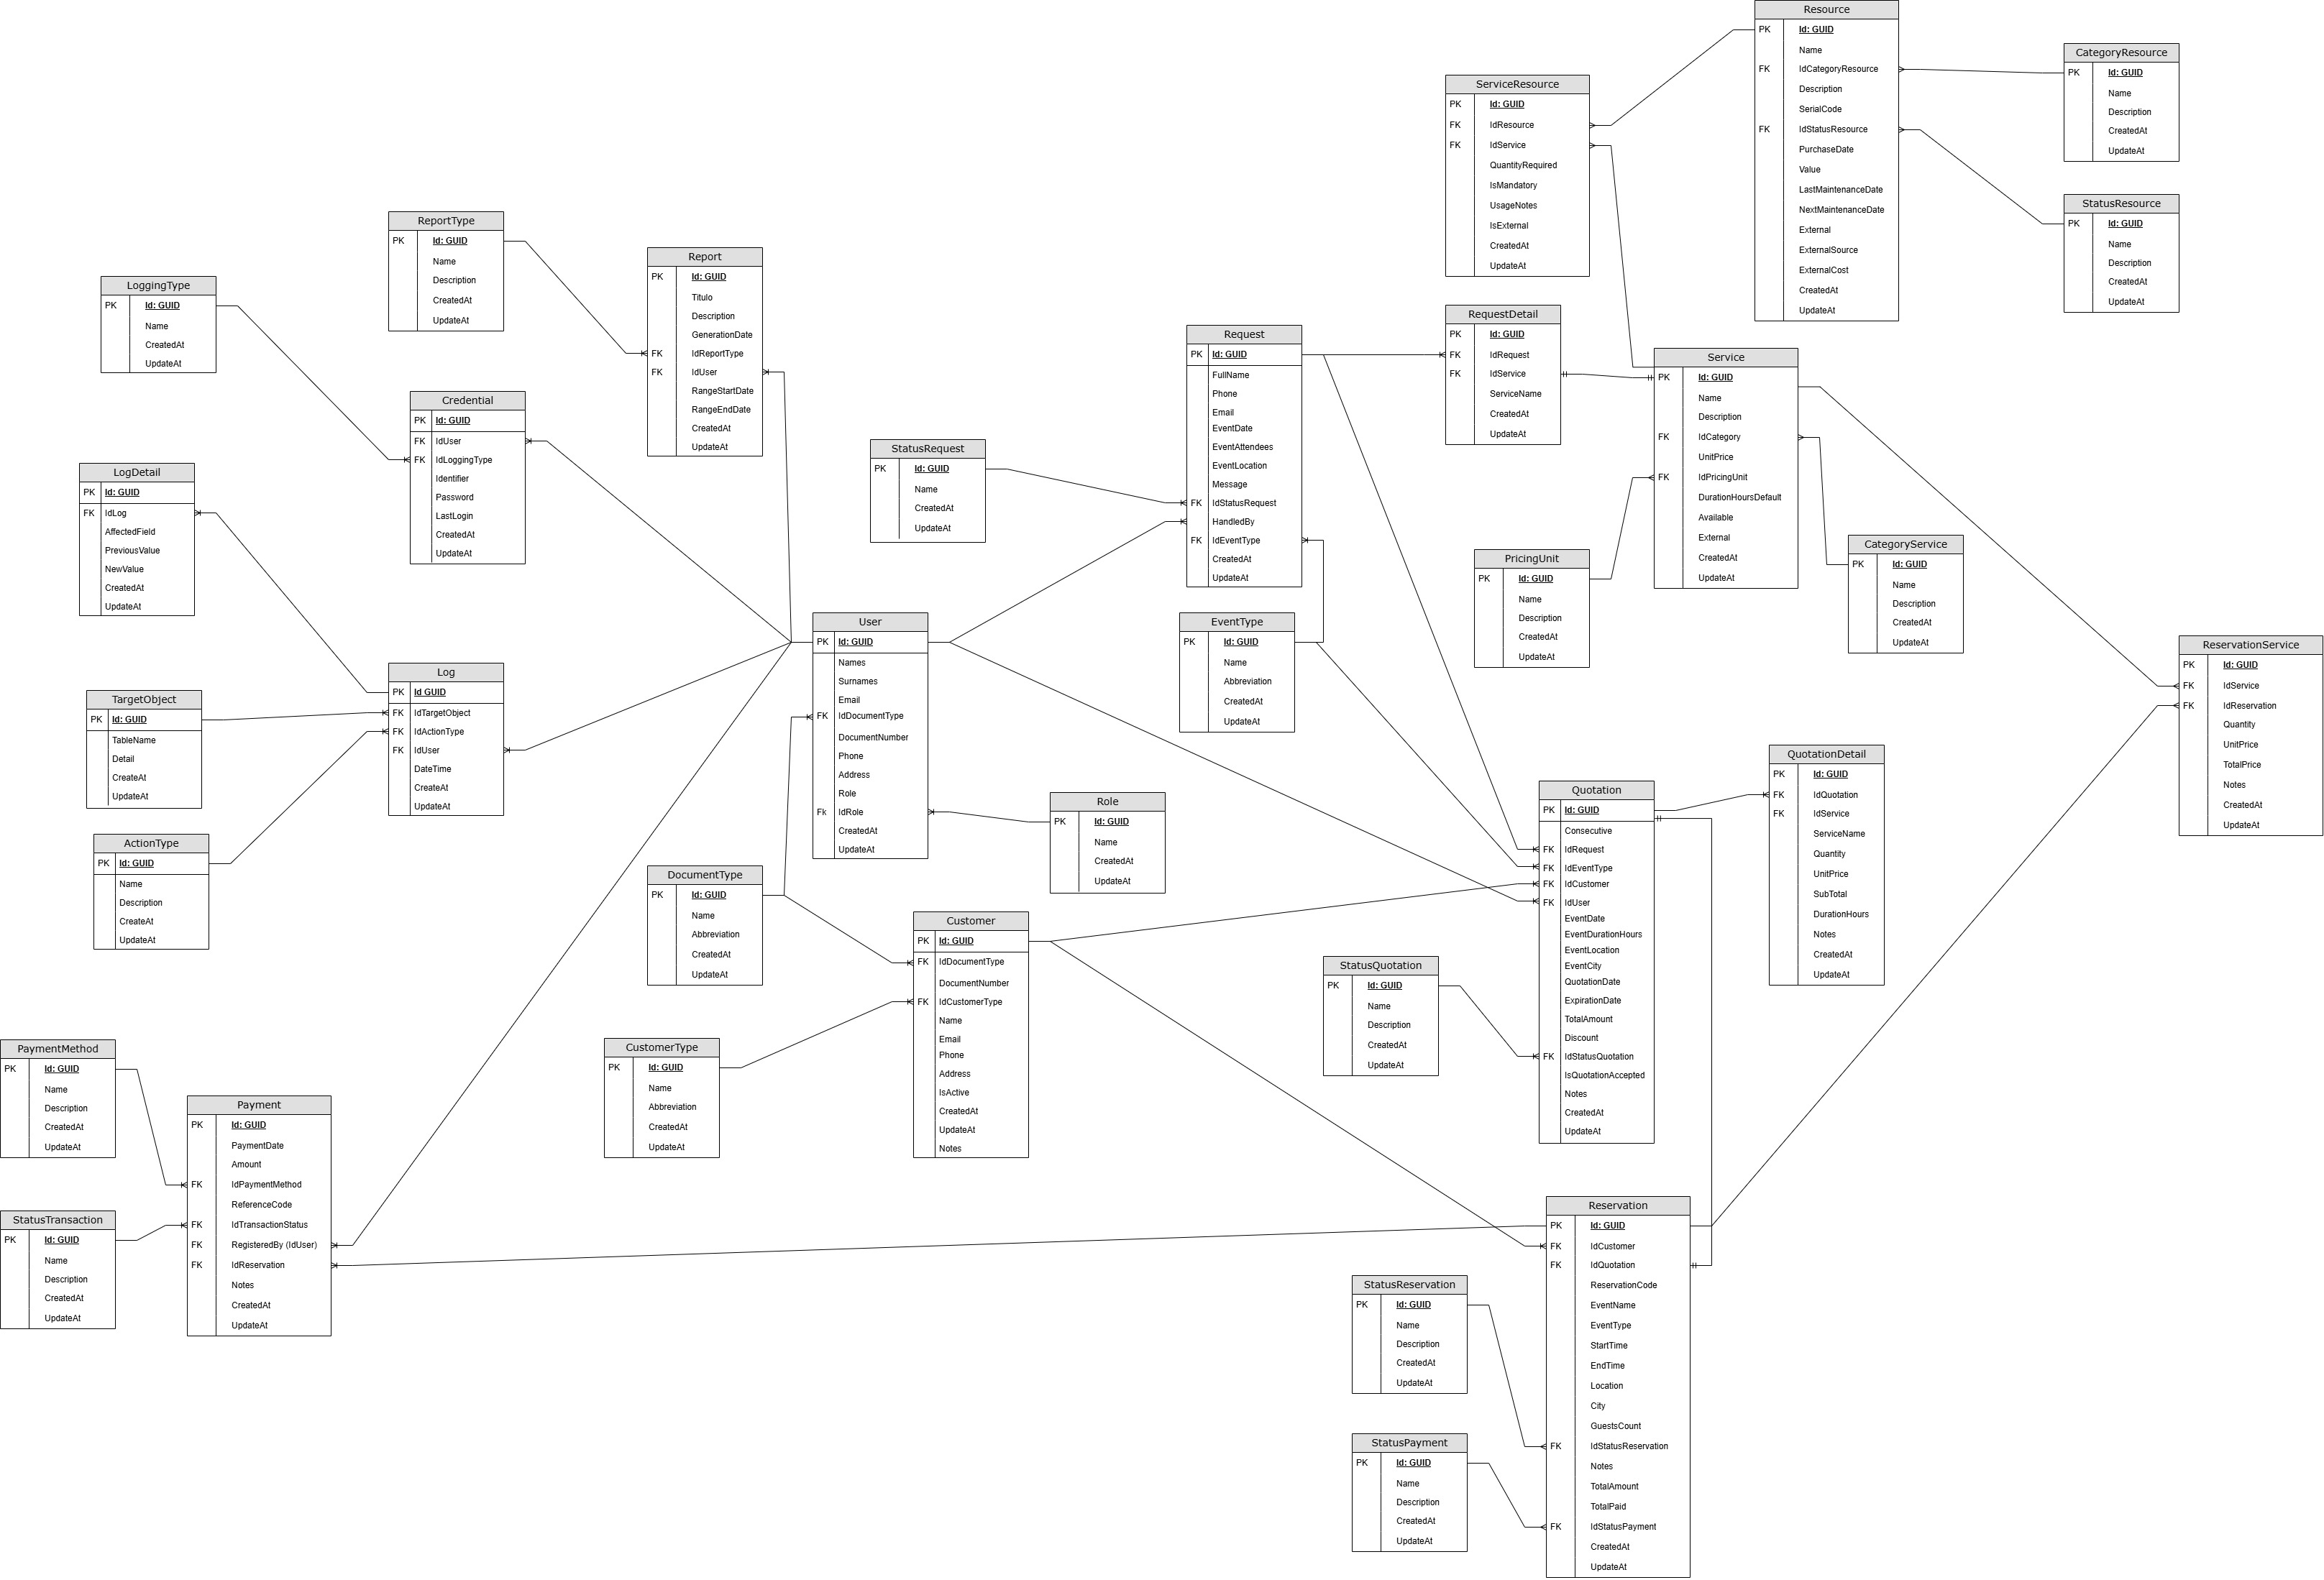 Resource
PK Id: GUID
Name
FK IdCategoryResource
Description
SerialCode
FK IdStatusResource
PurchaseDate
Value
LastMaintenanceDate
NextMaintenanceDate
External
ExternalSource
ExternalCost
CreatedAt
UpdateAt
CategoryResource
PK Id: GUID
Name
Description
CreatedAt
UpdateAt
StatusResource
PK Id: GUID
Name
Description
CreatedAt
UpdateAt
ServiceResource
PK Id: GUID
FK IdResource
FK IdService
QuantityRequired
IsMandatory
UsageNotes
IsExternal
CreatedAt
UpdateAt
ReportType
PK Id: GUID
Name
Description
CreatedAt
UpdateAt
Report
PK Id: GUID
Titulo
Description
GenerationDate
FK IdReportType
FK IdUser
RangeStartDate
RangeEndDate
CreatedAt
UpdateAt
LoggingType
PK Id: GUID
Name
CreatedAt
UpdateAt
Credential
PK Id: GUID
FK IdUser
FK IdLoggingType
Identifier
Password
LastLogin
CreatedAt
UpdateAt
Request
PK Id: GUID
FullName
Phone
Email
EventDate
EventAttendees
EventLocation
Message
FK IdStatusRequest
HandledBy
FK IdEventType
CreatedAt
UpdateAt
RequestDetail
PK Id: GUID
FK IdRequest
FK IdService
ServiceName
CreatedAt
UpdateAt
Service
PK Id: GUID
Name
Description
FK IdCategory
UnitPrice
FK IdPricingUnit
DurationHoursDefault
Available
External
CreatedAt
UpdateAt
StatusRequest
PK Id: GUID
Name
CreatedAt
UpdateAt
LogDetail
PK Id: GUID
FK IdLog
AffectedField
PreviousValue
NewValue
CreatedAt
UpdateAt
PricingUnit
PK Id: GUID
Name
Description
CreatedAt
UpdateAt
CategoryService
PK Id: GUID
Name
Description
CreatedAt
UpdateAt
User
PK Id: GUID
Names
Surnames
Email
FK IdDocumentType
DocumentNumber
Phone
Address
Role
Fk IdRole
CreatedAt
UpdateAt
EventType
PK Id: GUID
Name
Abbreviation
CreatedAt
UpdateAt
ReservationService
PK Id: GUID
FK IdService
FK IdReservation
Quantity
UnitPrice
TotalPrice
Notes
CreatedAt
UpdateAt
Log
PK Id GUID
FK IdTargetObject
FK IdActionType
FK IdUser
DateTime
CreateAt
UpdateAt
TargetObject
PK Id: GUID
TableName
Detail
CreateAt
UpdateAt
ActionType
PK Id: GUID
Name
Description
CreateAt
UpdateAt
Role
PK Id: GUID
Name
CreatedAt
UpdateAt
Quotation
PK Id: GUID
Consecutive
FK IdRequest
FK IdEventType
FK IdCustomer
FK IdUser
EventDate
EventDurationHours
EventLocation
EventCity
QuotationDate
ExpirationDate
TotalAmount
Discount
FK IdStatusQuotation
IsQuotationAccepted
Notes
CreatedAt
UpdateAt
QuotationDetail
PK Id: GUID
FK IdQuotation
FK IdService
ServiceName
Quantity
UnitPrice
SubTotal
DurationHours
Notes
CreatedAt
UpdateAt
DocumentType
PK Id: GUID
Name
Abbreviation
CreatedAt
UpdateAt
Customer
PK Id: GUID
FK IdDocumentType
DocumentNumber
FK IdCustomerType
Name
Email
Phone
Address
IsActive
CreatedAt
UpdateAt
Notes
StatusQuotation
PK Id: GUID
Name
Description
CreatedAt
UpdateAt
CustomerType
PK Id: GUID
Name
Abbreviation
CreatedAt
UpdateAt
PaymentMethod
PK Id: GUID
Name
Description
CreatedAt
UpdateAt
Payment
PK Id: GUID
PaymentDate
Amount
FK IdPaymentMethod
ReferenceCode
FK IdTransactionStatus
FK RegisteredBy (IdUser)
FK IdReservation
Notes
CreatedAt
UpdateAt
StatusTransaction
PK Id: GUID
Name
Description
CreatedAt
UpdateAt
Reservation
PK Id: GUID
FK IdCustomer
FK IdQuotation
ReservationCode
EventName
EventType
StartTime
EndTime
Location
City
GuestsCount
FK IdStatusReservation
Notes
TotalAmount
TotalPaid
FK IdStatusPayment
CreatedAt
UpdateAt
StatusReservation
PK Id: GUID
Name
Description
CreatedAt
UpdateAt
StatusPayment
PK Id: GUID
Name
Description
CreatedAt
UpdateAt